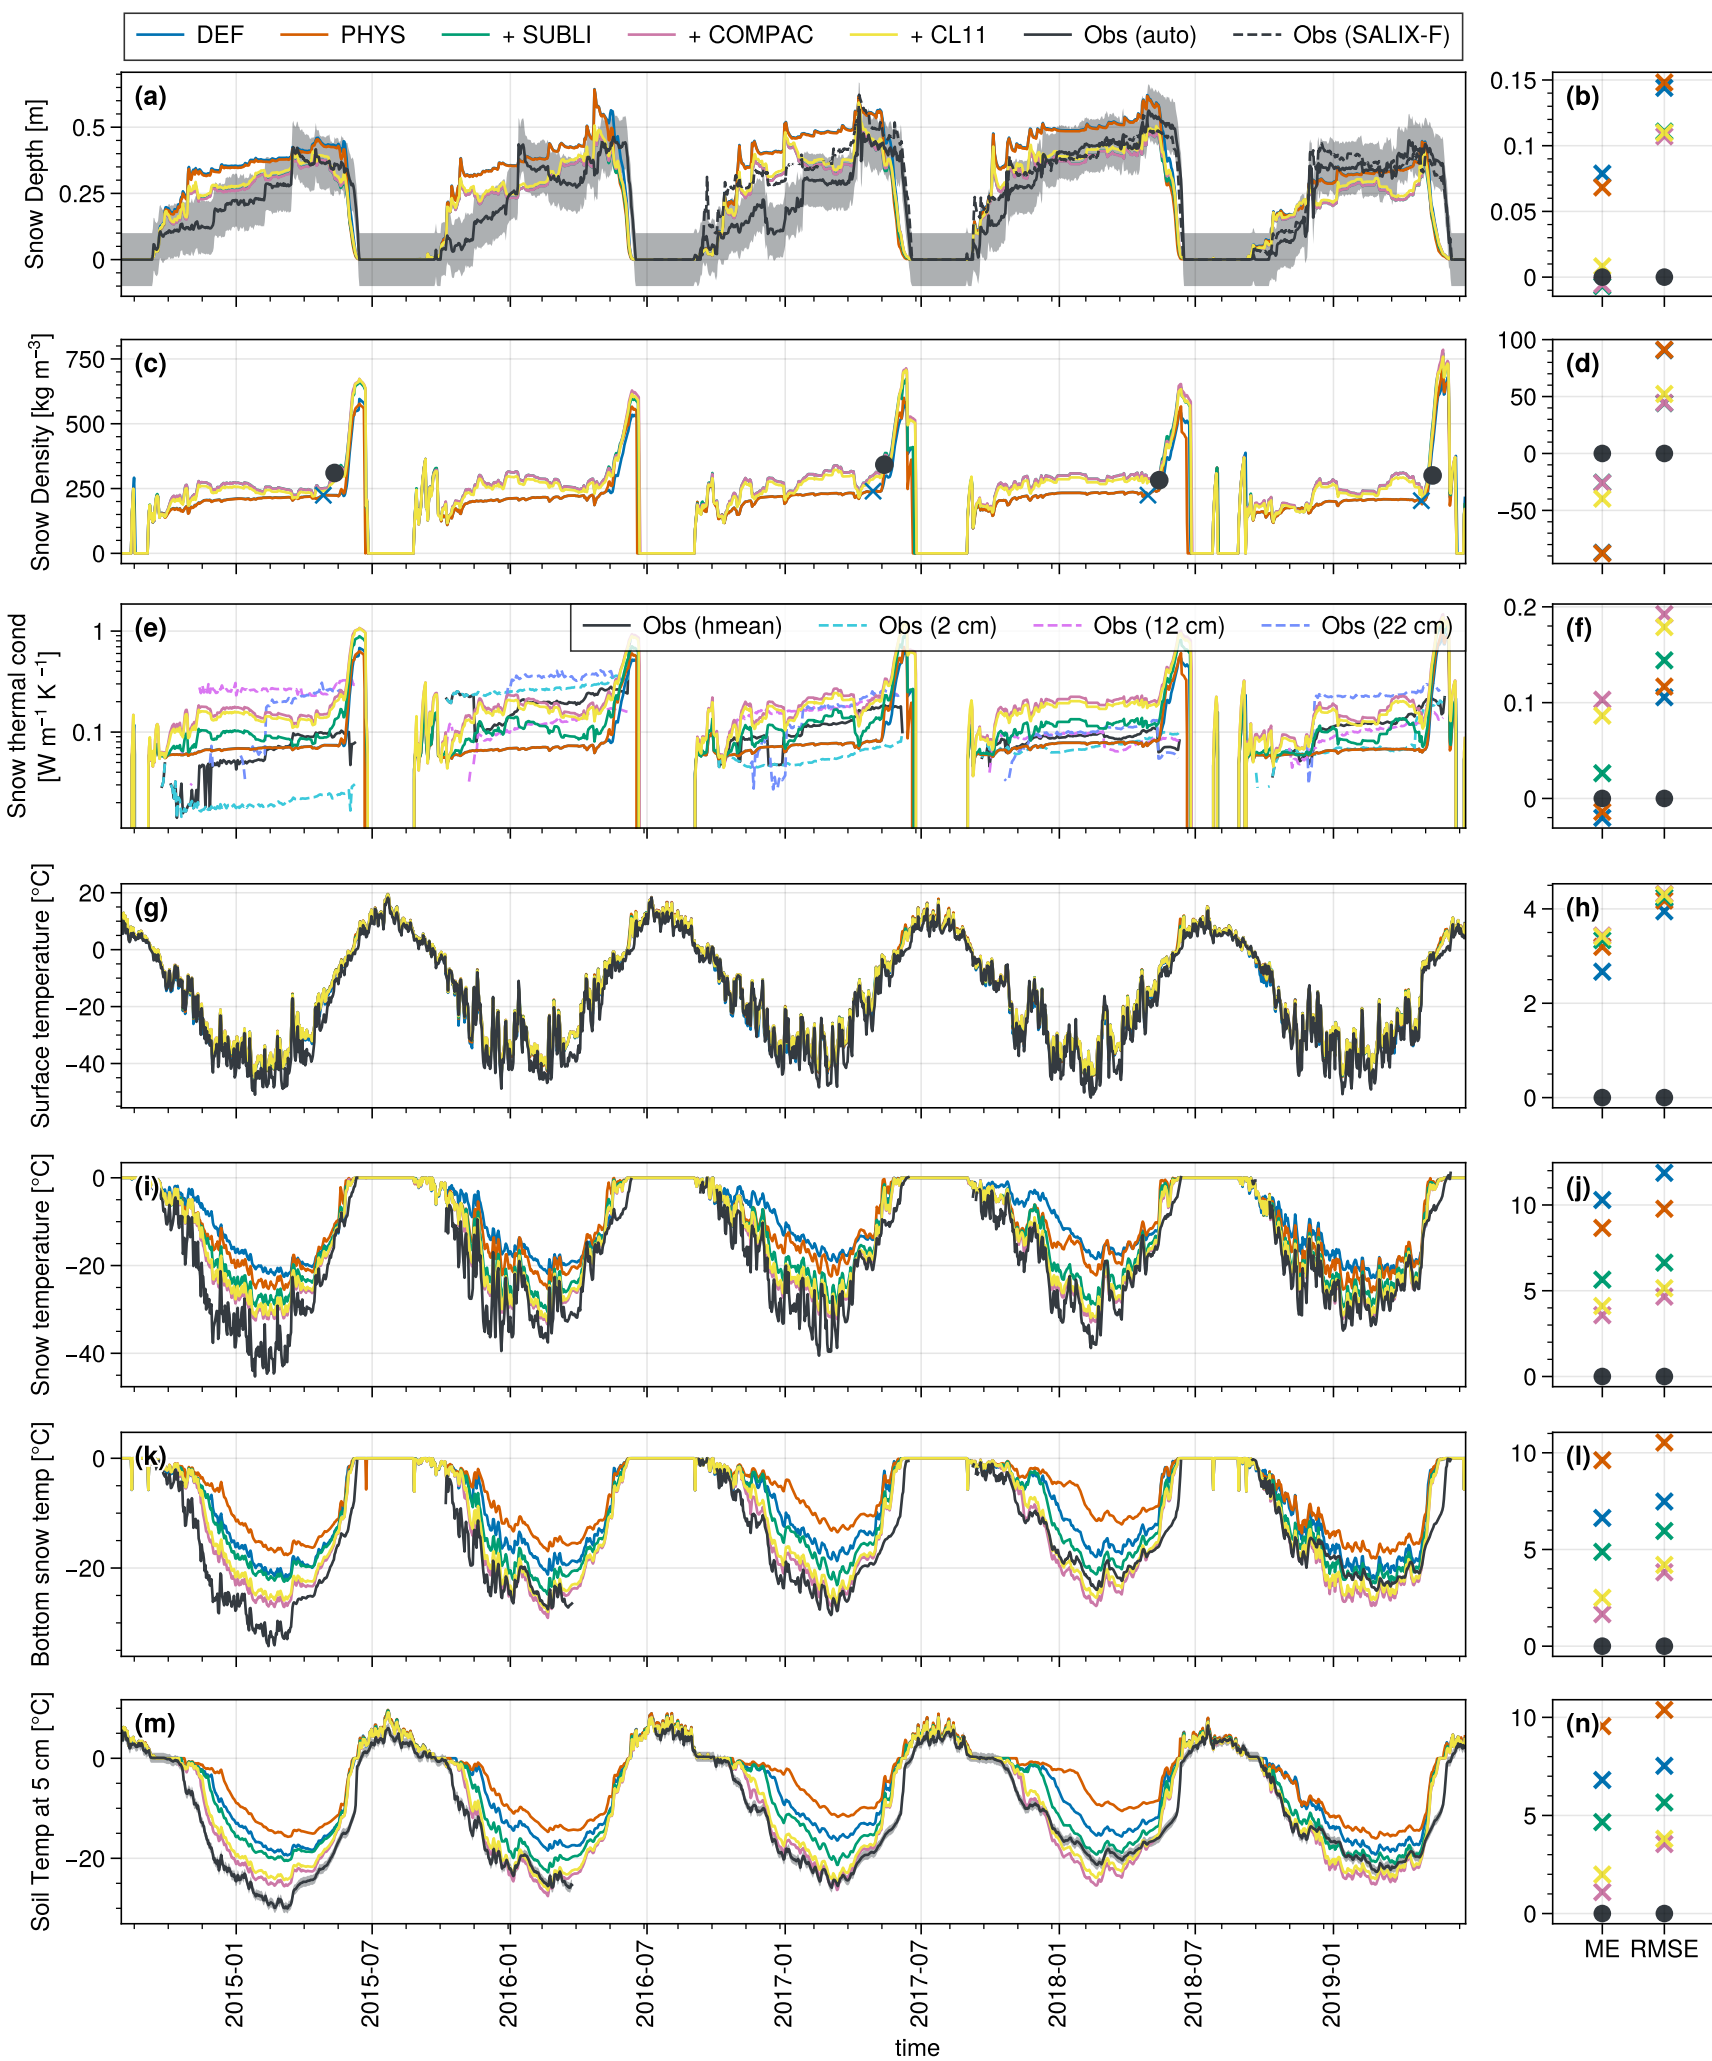 DEF PHYS + SUBLI + COMPAC + CL11 Obs (auto) Obs (SALIX-F)
(a)
Snow Depth [m]
0.5
0.25
0
(b)
0.15
0.1
0.05
0
(c)
Snow Density [kg m⁻³]
750
500
250
0
(d)
100
50
0
−50
(e)
Snow thermal cond
[W m⁻¹ K⁻¹]
1
0.1
Obs (hmean) Obs (2 cm) Obs (12 cm) Obs (22 cm)
(f)
0.2
0.1
0
(g)
Surface temperature [°C]
20
0
−20
−40
(h)
4
2
0
(i)
Snow temperature [°C]
0
−20
−40
(j)
10
5
0
(k)
Bottom snow temp [°C]
0
−20
(l)
10
5
0
(m)
Soil Temp at 5 cm [°C]
0
−20
(n)
10
5
0
ME RMSE
2015-01
2015-07
2016-01
2016-07
2017-01
2017-07
2018-01
2018-07
2019-01
time